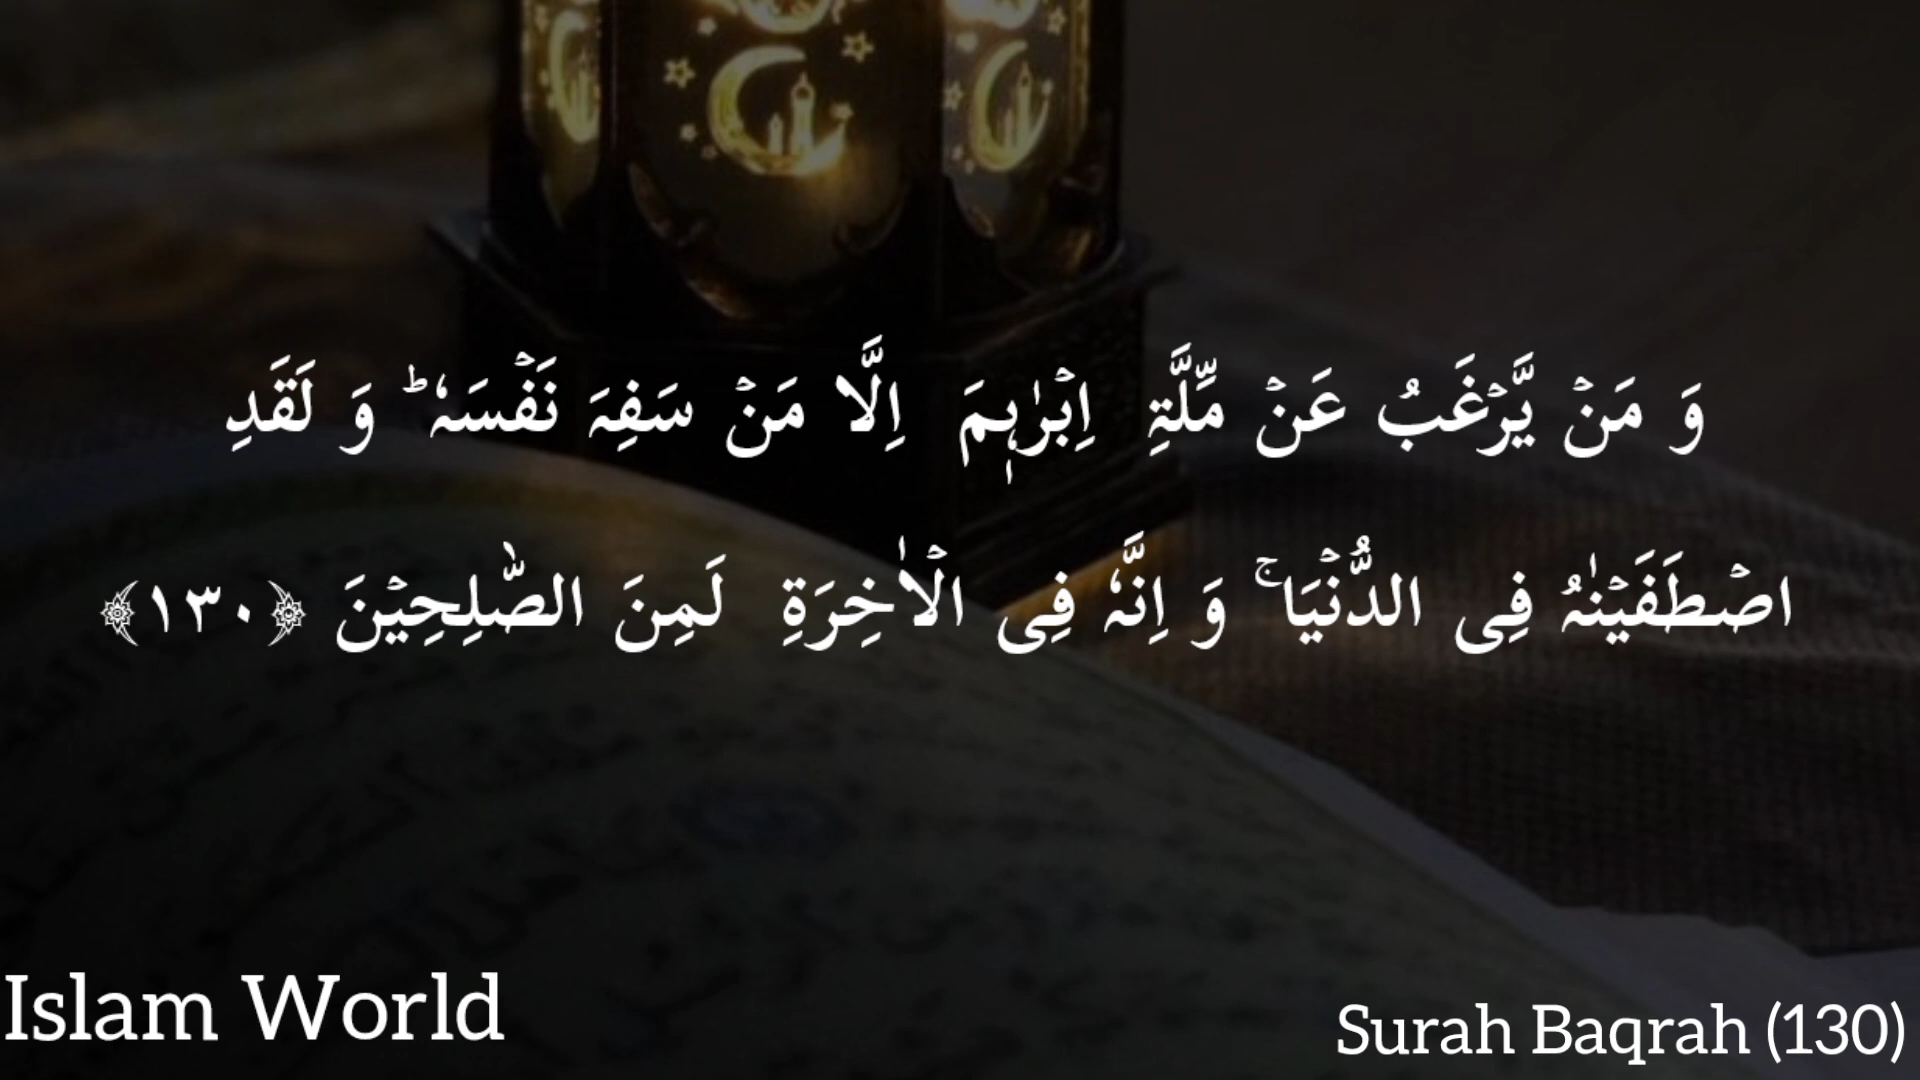 وَ مَنۡ یَّرۡغَبُ عَنۡ مِّلَّۃِ اِبۡرٰہٖمَ اِلَّا مَنۡ سَفِہَ نَفۡسَہٗ ؕ وَ لَقَدِ
اصۡطَفَیۡنٰہُ فِی الدُّنۡیَا ۚ وَ اِنَّہٗ فِی الۡاٰخِرَۃِ لَمِنَ الصّٰلِحِیۡنَ ﴿۱۳۰﴾
Islam World
Surah Baqrah (130)